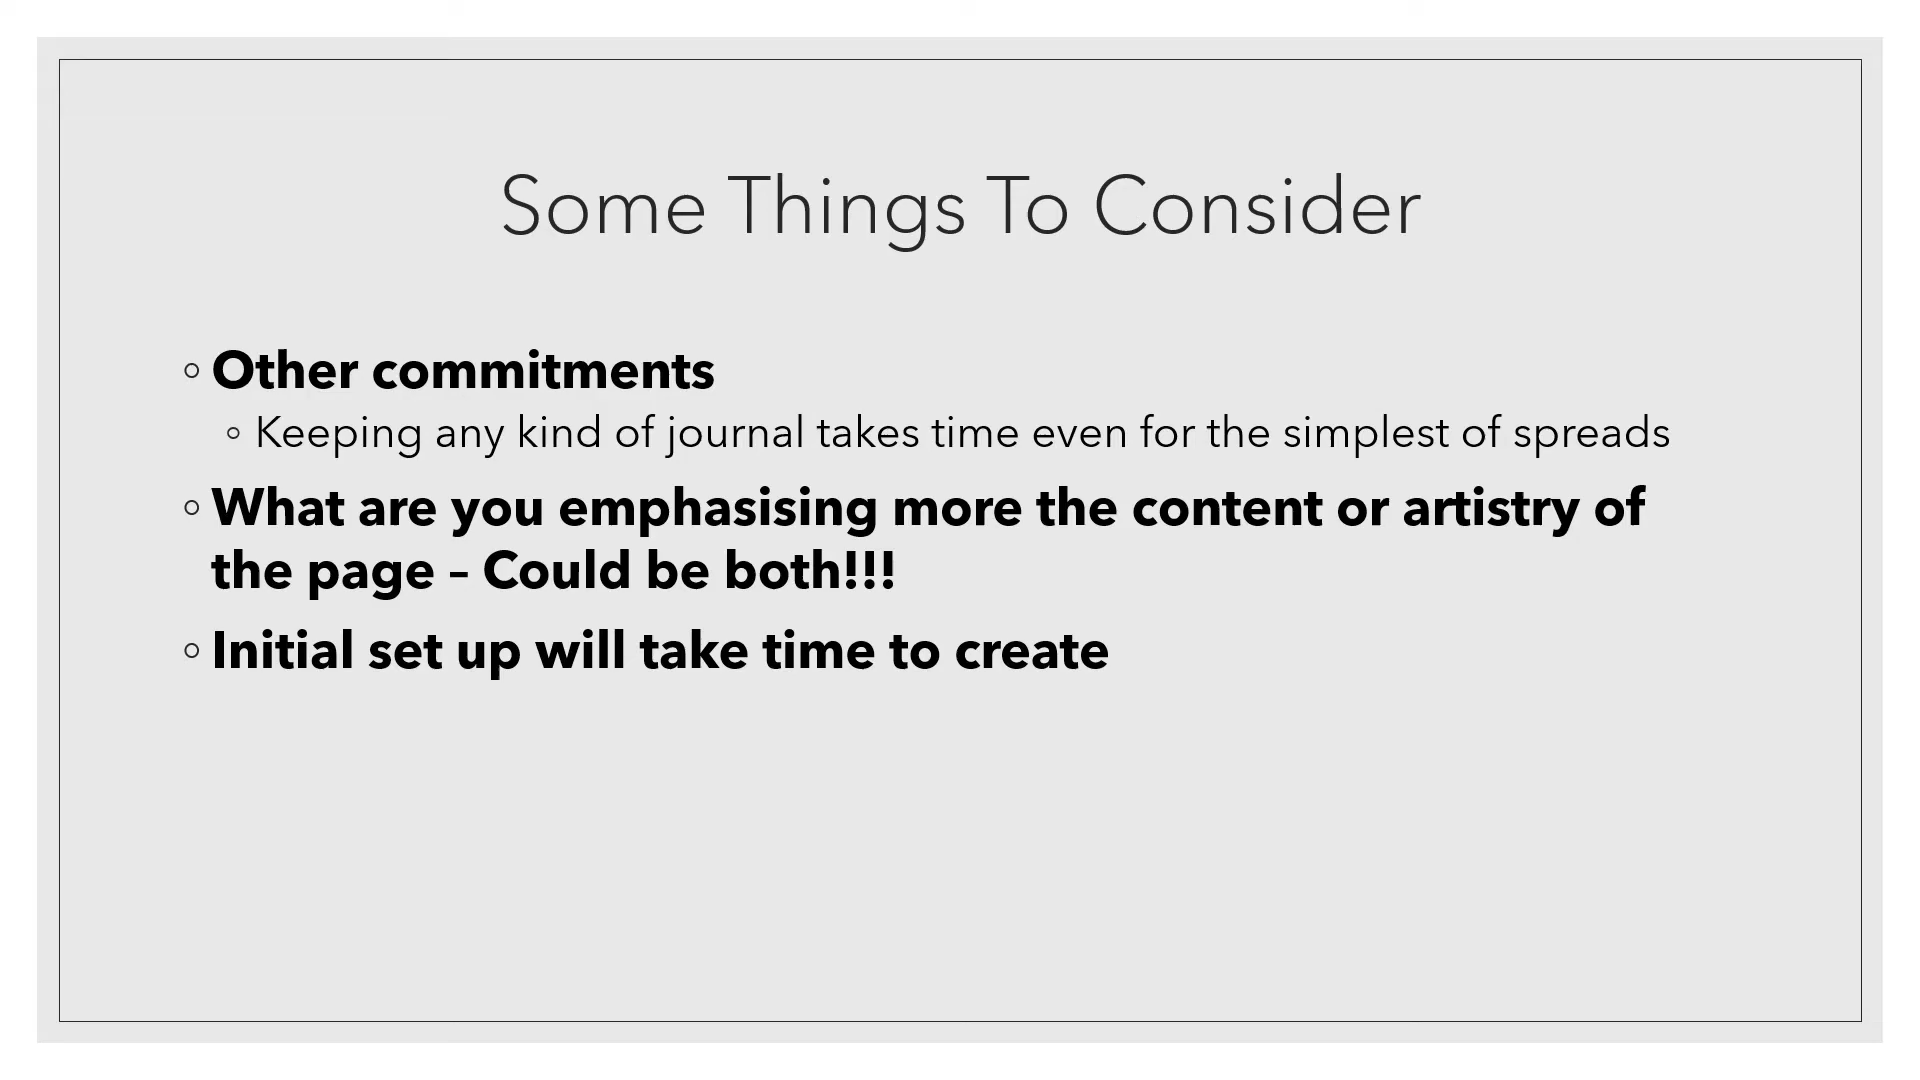 Some Things To Consider
◦ Other commitments
◦ Keeping any kind of journal takes time even for the simplest of spreads
◦ What are you emphasising more the content or artistry of
the page – Could be both!!!
◦ Initial set up will take time to create